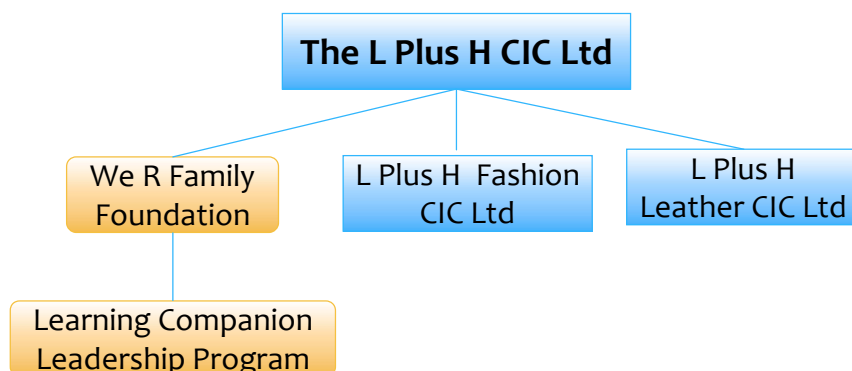 The L Plus H CIC Ltd
We R Family
Foundation
L Plus H Fashion
CIC Ltd
L Plus H
Leather CIC Ltd
Learning Companion
Leadership Program